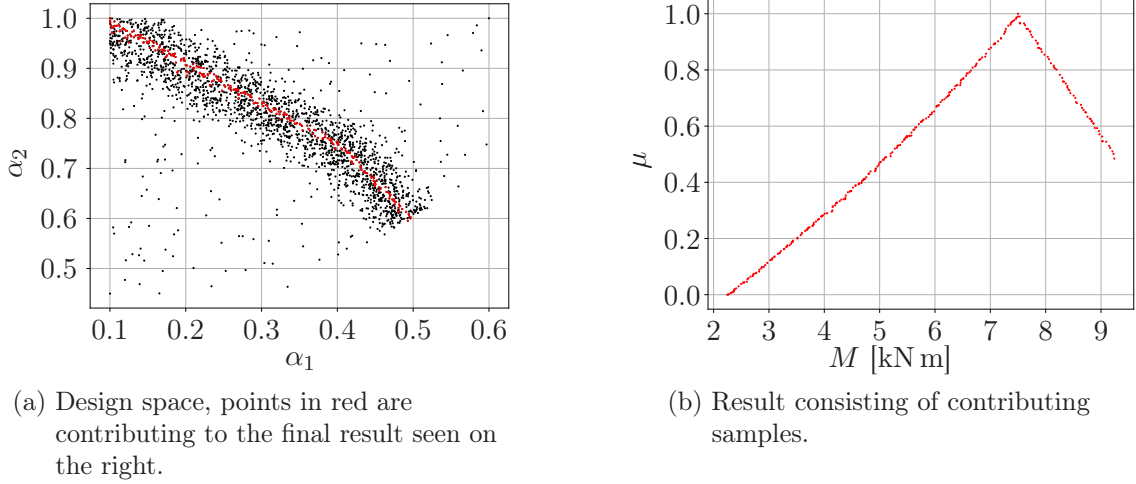 1.0
0.9
0.8
0.7
0.6
0.5
α₂
0.1 0.2 0.3 0.4 0.5 0.6
α₁
(a) Design space, points in red are
contributing to the final result seen on
the right.
1.0
0.8
0.6
0.4
0.2
0.0
μ
2 3 4 5 6 7 8 9
M [kN m]
(b) Result consisting of contributing
samples.